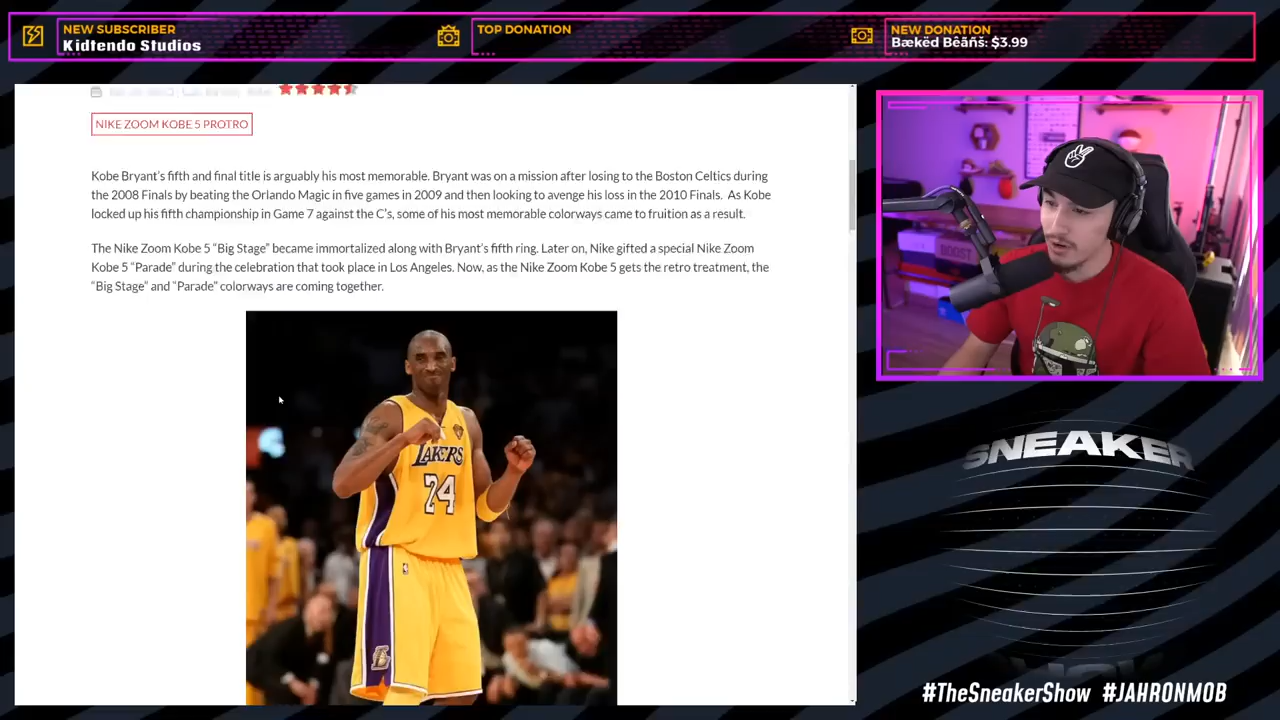 NEW SUBSCRIBER
Kidtendo Studios
TOP DONATION
NEW DONATION
Bækëd Bêãñš: $3.99
NIKE ZOOM KOBE 5 PROTRO
Kobe Bryant's fifth and final title is arguably his most memorable. Bryant was on a mission after losing to the Boston Celtics during
the 2008 Finals by beating the Orlando Magic in five games in 2009 and then looking to avenge his loss in the 2010 Finals. As Kobe
locked up his fifth championship in Game 7 against the C's, some of his most memorable colorways came to fruition as a result.
The Nike Zoom Kobe 5 “Big Stage” became immortalized along with Bryant's fifth ring. Later on, Nike gifted a special Nike Zoom
Kobe 5 “Parade” during the celebration that took place in Los Angeles. Now, as the Nike Zoom Kobe 5 gets the retro treatment, the
“Big Stage” and “Parade” colorways are coming together.
LAKERS
24
BOOST
SNEAKER
#TheSneakerShow #JAHRONMOB